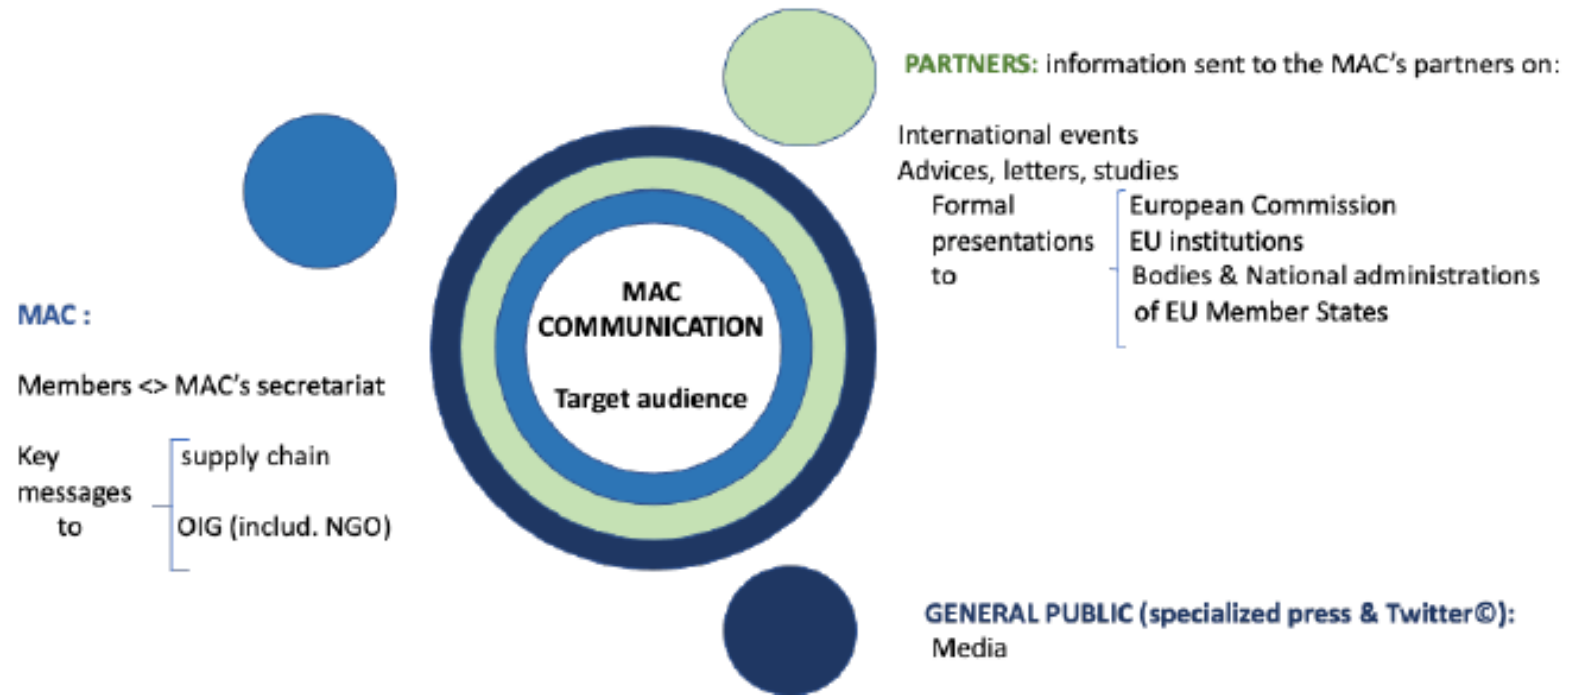 PARTNERS: information sent to the MAC's partners on:
International events
Advices, letters, studies
Formal
presentations
to
European Commission
EU institutions
Bodies & National administrations
of EU Member States
MAC
COMMUNICATION
Target audience
MAC :
Members <> MAC's secretariat
Key
messages
to
supply chain
OIG (includ. NGO)
GENERAL PUBLIC (specialized press & Twitter©):
Media